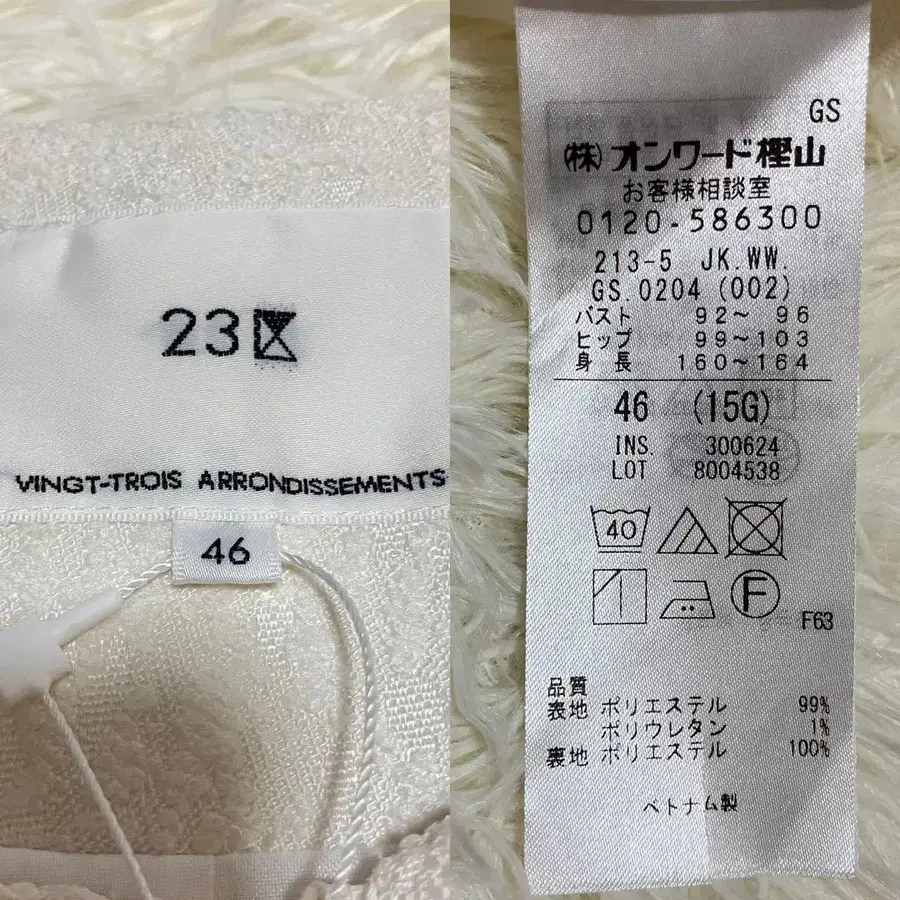 23区
VINGT-TROIS ARRONDISSEMENTS
46
GS
(株)オンワード樫山
お客様相談室
0120-586300
213-5 JK.WW.
GS.0204 (002)
バスト 92〜 96
ヒップ 99〜103
身長 160〜164
46 (15G)
INS. 300624
LOT 8004538
40
F
F63
品質
表地 ポリエステル 99%
ポリウレタン 1%
裏地 ポリエステル 100%
ベトナム製